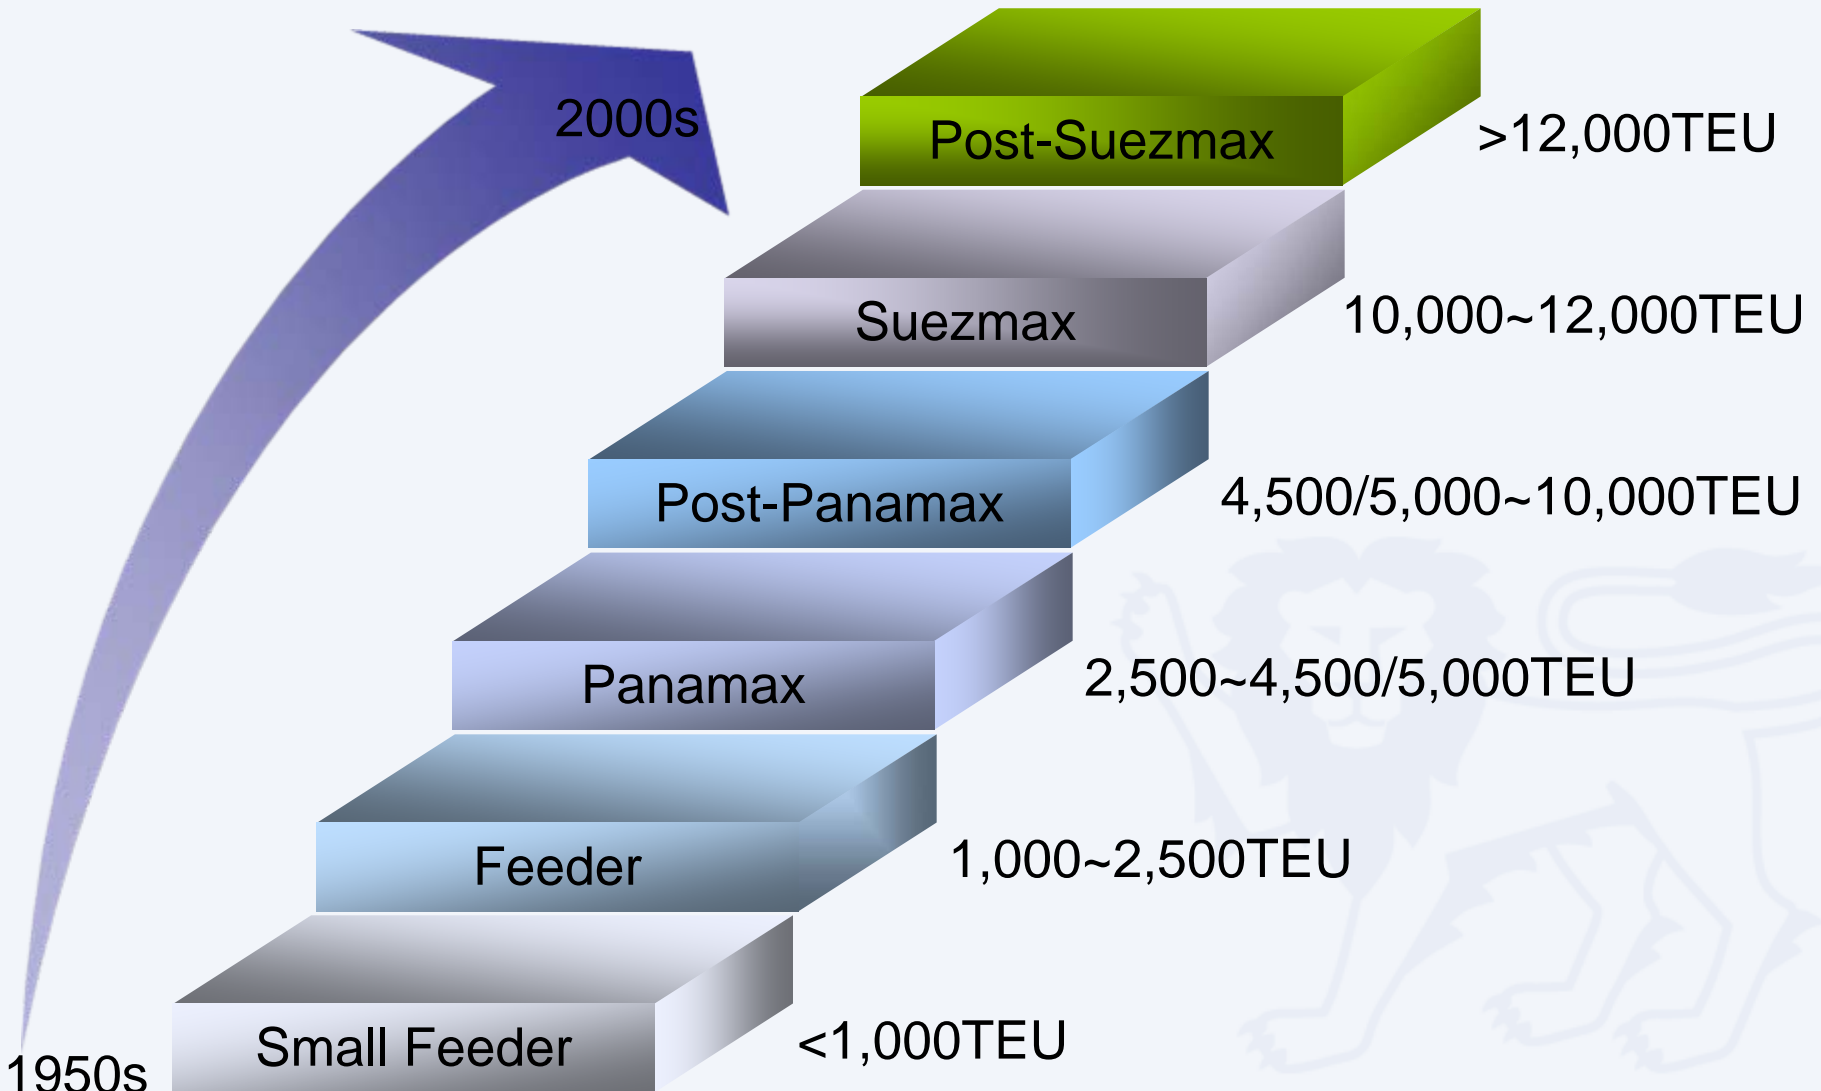 2000s
Post-Suezmax
>12,000TEU
Suezmax
10,000~12,000TEU
Post-Panamax
4,500/5,000~10,000TEU
Panamax
2,500~4,500/5,000TEU
Feeder
1,000~2,500TEU
Small Feeder
<1,000TEU
1950s